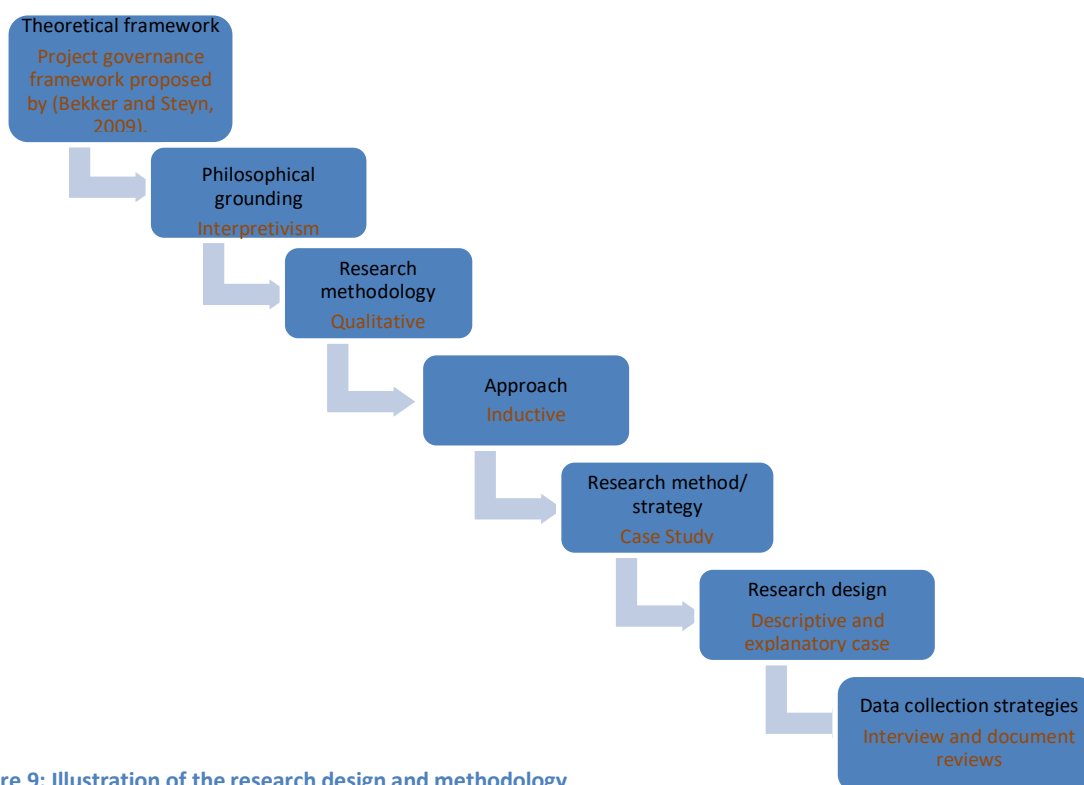 Theoretical framework
Project governance
framework proposed
by (Bekker and Steyn,
2009).
Philosophical
grounding
Interpretivism
Research
methodology
Qualitative
Approach
Inductive
Research method/
strategy
Case Study
Research design
Descriptive and
explanatory case
Data collection strategies
Interview and document
reviews
re 9: Illustration of the research design and methodology